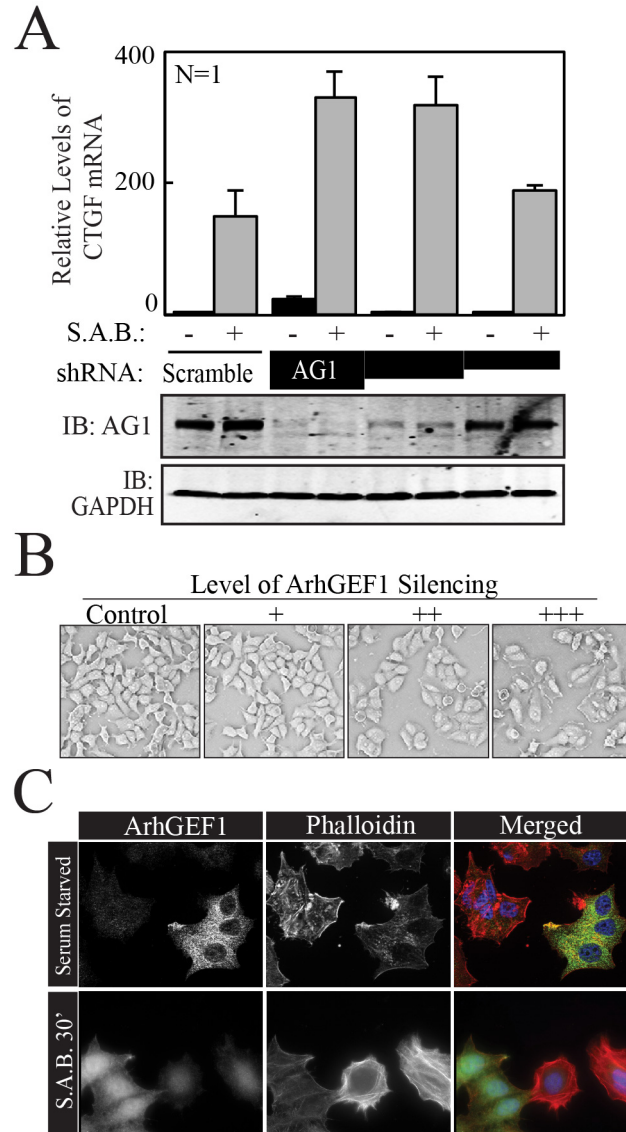 A
400
N=1
Relative Levels of
CTGF mRNA
200
0
S.A.B.: - + - + - + - +
shRNA: Scramble AG1
IB: AG1
IB:
GAPDH
B
Level of ArhGEF1 Silencing
Control + ++ +++
C
ArhGEF1 Phalloidin Merged
Serum Starved
S.A.B. 30'